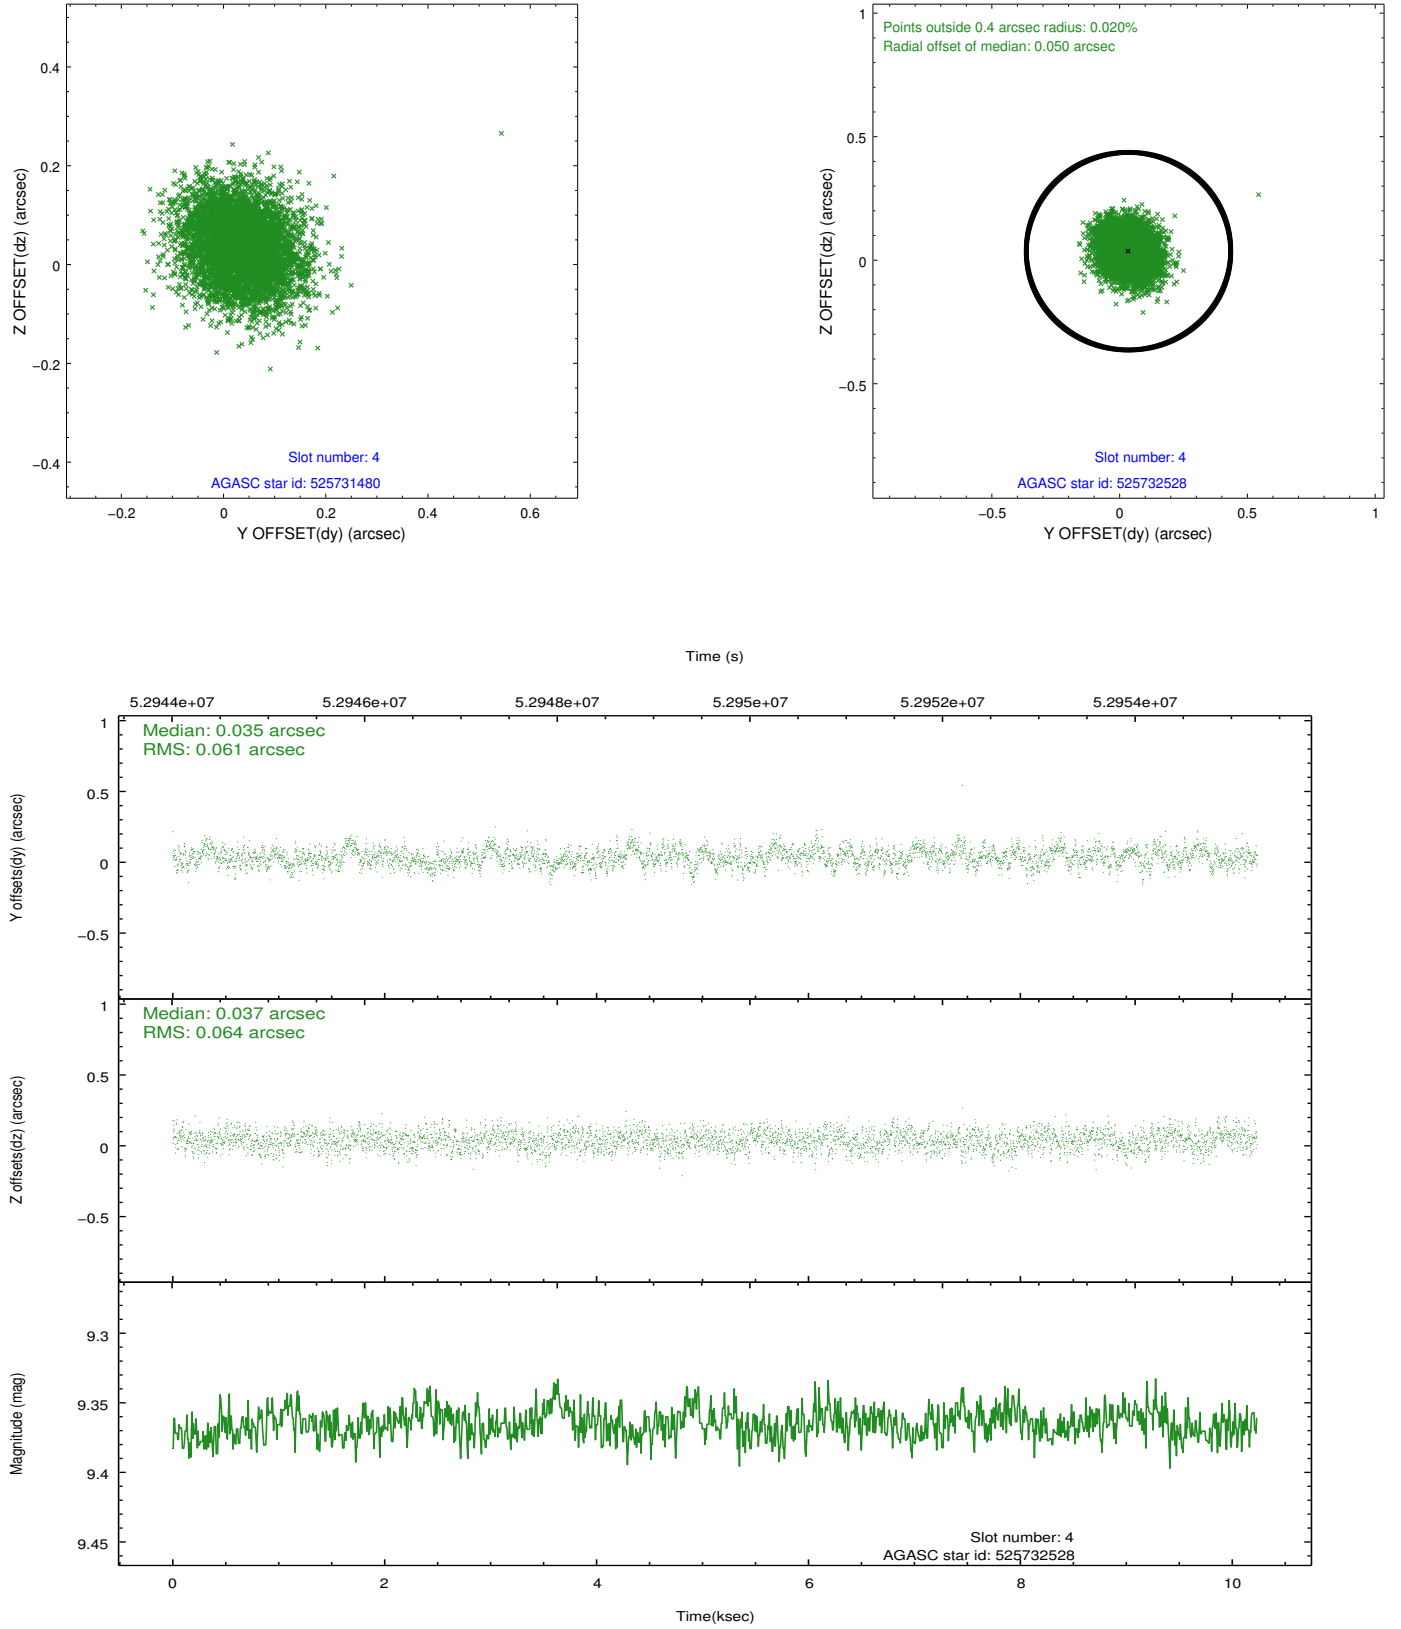 0.4
0.2
0
−0.2
−0.4
Z OFFSET(dz) (arcsec)
Slot number: 4
AGASC star id: 525731480
−0.2 0 0.2 0.4 0.6
Y OFFSET(dy) (arcsec)
Points outside 0.4 arcsec radius: 0.020%
Radial offset of median: 0.050 arcsec
1
0.5
0
−0.5
Z OFFSET(dz) (arcsec)
Slot number: 4
AGASC star id: 525732528
−0.5 0 0.5 1
Y OFFSET(dy) (arcsec)
Time (s)
5.2944e+07 5.2946e+07 5.2948e+07 5.295e+07 5.2952e+07 5.2954e+07
Median: 0.035 arcsec
RMS: 0.061 arcsec
1
0.5
0
−0.5
Y offsets(dy) (arcsec)
Median: 0.037 arcsec
RMS: 0.064 arcsec
1
0.5
0
−0.5
Z offsets(dz) (arcsec)
9.3
9.35
9.4
9.45
Magnitude (mag)
Slot number: 4
AGASC star id: 525732528
0 2 4 6 8 10
Time(ksec)